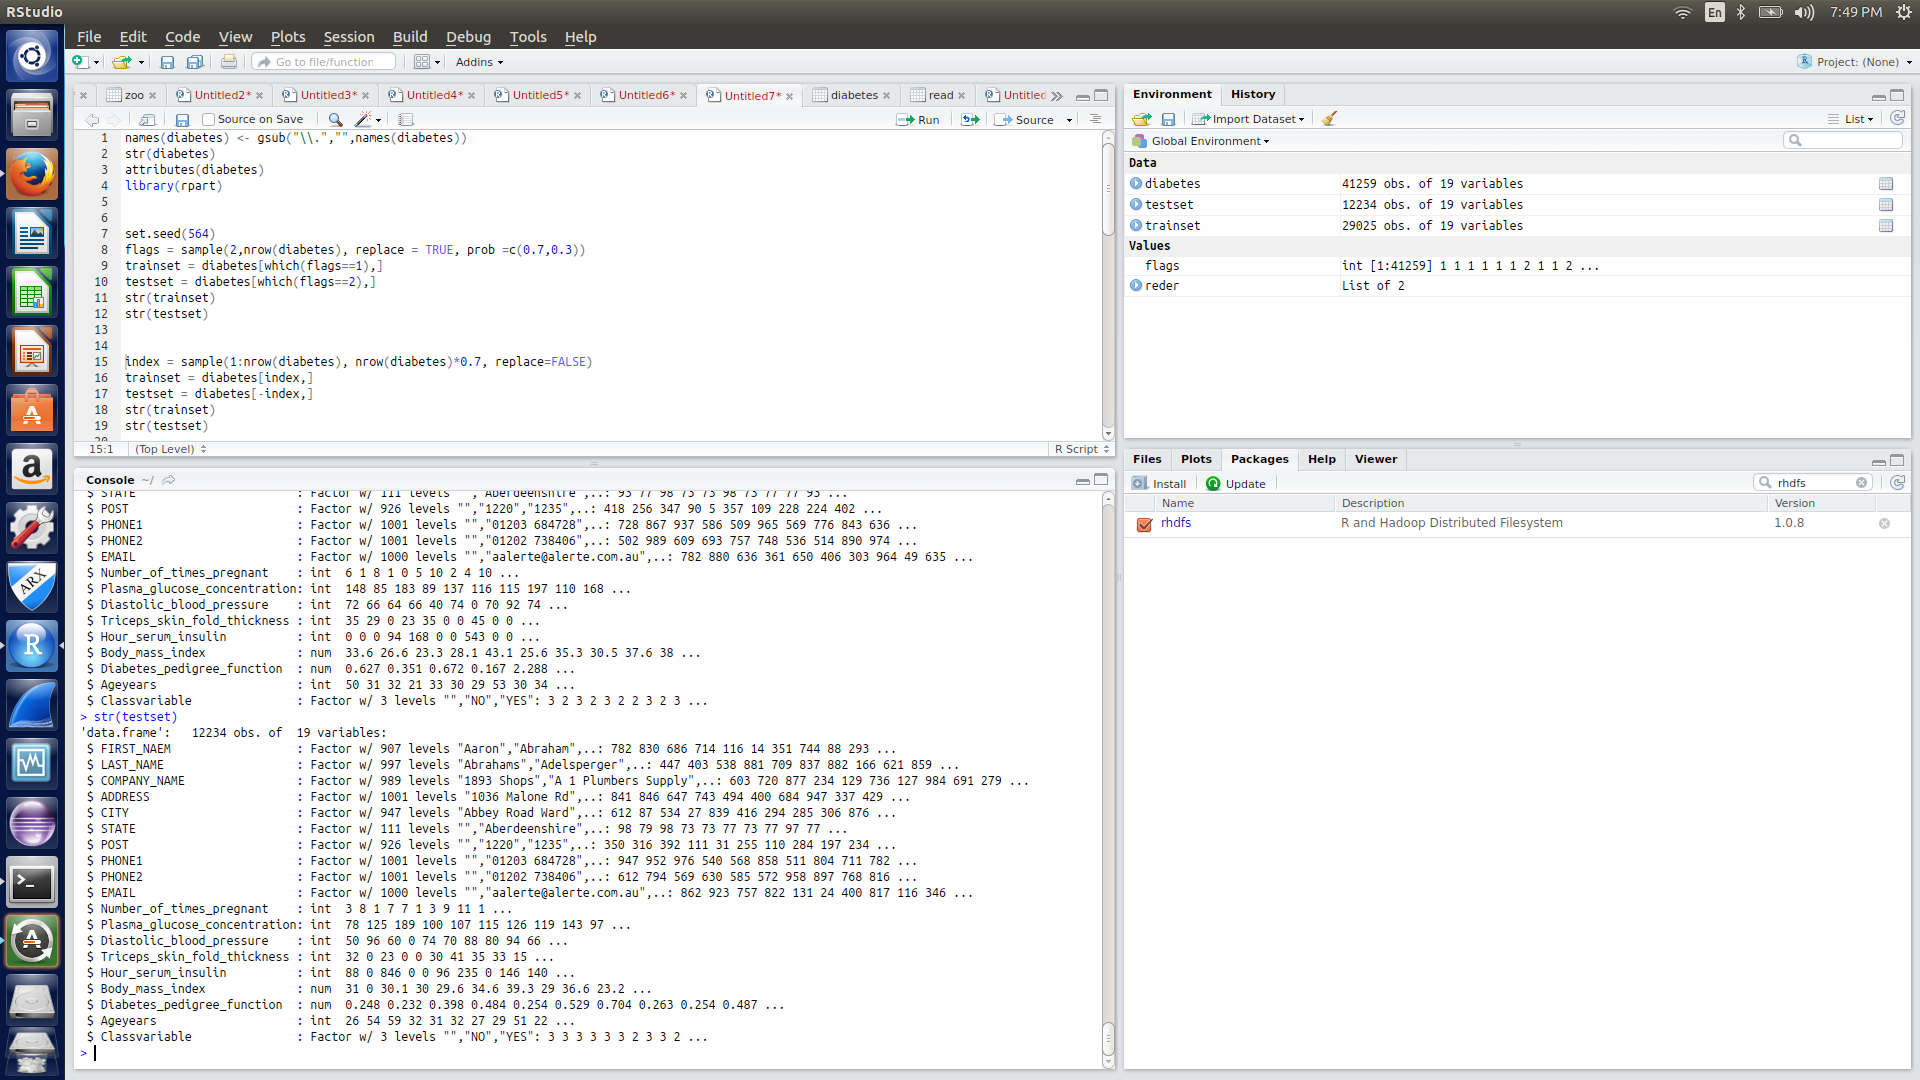 RStudio
En
7:49 PM
File Edit Code View Plots Session Build Debug Tools Help
Go to file/function
Addins
Project: (None)
zoo
Untitled2*
Untitled3*
Untitled4*
Untitled5*
Untitled6*
Untitled7*
diabetes
read
Untitled
Source on Save
Run
Source
1 names(diabetes) <- gsub("\\.","",names(diabetes))
2 str(diabetes)
3 attributes(diabetes)
4 library(rpart)
5
6
7 set.seed(564)
8 flags = sample(2,nrow(diabetes), replace = TRUE, prob =c(0.7,0.3))
9 trainset = diabetes[which(flags==1),]
10 testset = diabetes[which(flags==2),]
11 str(trainset)
12 str(testset)
13
14
15 index = sample(1:nrow(diabetes), nrow(diabetes)*0.7, replace=FALSE)
16 trainset = diabetes[index,]
17 testset = diabetes[-index,]
18 str(trainset)
19 str(testset)
20
15:1 (Top Level) R Script
Console ~/
$ STATE : Factor w/ 111 levels "","Aberdeenshire",..: 93 77 98 73 73 98 73 77 77 93 ...
$ POST : Factor w/ 926 levels "","1220","1235",..: 418 256 347 90 5 357 109 228 224 402 ...
$ PHONE1 : Factor w/ 1001 levels "","01203 684728",..: 728 867 937 586 509 965 569 776 843 636 ...
$ PHONE2 : Factor w/ 1001 levels "","01202 738406",..: 502 989 609 693 757 748 536 514 890 974 ...
$ EMAIL : Factor w/ 1000 levels "","aalerte@alerte.com.au",..: 782 880 636 361 650 406 303 964 49 635 ...
$ Number_of_times_pregnant : int 6 1 8 1 0 5 10 2 4 10 ...
$ Plasma_glucose_concentration: int 148 85 183 89 137 116 115 197 110 168 ...
$ Diastolic_blood_pressure : int 72 66 64 66 40 74 0 70 92 74 ...
$ Triceps_skin_fold_thickness : int 35 29 0 23 35 0 0 45 0 0 ...
$ Hour_serum_insulin : int 0 0 0 94 168 0 0 543 0 0 ...
$ Body_mass_index : num 33.6 26.6 23.3 28.1 43.1 25.6 35.3 30.5 37.6 38 ...
$ Diabetes_pedigree_function : num 0.627 0.351 0.672 0.167 2.288 ...
$ Ageyears : int 50 31 32 21 33 30 29 53 30 34 ...
$ Classvariable : Factor w/ 3 levels "","NO","YES": 3 2 3 2 3 2 2 3 2 3 ...
> str(testset)
'data.frame': 12234 obs. of 19 variables:
$ FIRST_NAEM : Factor w/ 907 levels "Aaron","Abraham",..: 782 830 686 714 116 14 351 744 88 293 ...
$ LAST_NAME : Factor w/ 997 levels "Abrahams","Adelsperger",..: 447 403 538 881 709 837 882 166 621 859 ...
$ COMPANY_NAME : Factor w/ 989 levels "1893 Shops","A 1 Plumbers Supply",..: 603 720 877 234 129 736 127 984 691 279 ...
$ ADDRESS : Factor w/ 1001 levels "1036 Malone Rd",..: 841 846 647 743 494 400 684 947 337 429 ...
$ CITY : Factor w/ 947 levels "Abbey Road Ward",..: 612 87 534 27 839 416 294 285 306 876 ...
$ STATE : Factor w/ 111 levels "","Aberdeenshire",..: 98 79 98 73 73 77 73 77 97 77 ...
$ POST : Factor w/ 926 levels "","1220","1235",..: 350 316 392 111 31 255 110 284 197 234 ...
$ PHONE1 : Factor w/ 1001 levels "","01203 684728",..: 947 952 976 540 568 858 511 804 711 782 ...
$ PHONE2 : Factor w/ 1001 levels "","01202 738406",..: 612 794 569 630 585 572 958 897 768 816 ...
$ EMAIL : Factor w/ 1000 levels "","aalerte@alerte.com.au",..: 862 923 757 822 131 24 400 817 116 346 ...
$ Number_of_times_pregnant : int 3 8 1 7 7 1 3 9 11 1 ...
$ Plasma_glucose_concentration: int 78 125 189 100 107 115 126 119 143 97 ...
$ Diastolic_blood_pressure : int 50 96 60 0 74 70 88 80 94 66 ...
$ Triceps_skin_fold_thickness : int 32 0 23 0 0 30 41 35 33 15 ...
$ Hour_serum_insulin : int 88 0 846 0 0 96 235 0 146 140 ...
$ Body_mass_index : num 31 0 30.1 30 29.6 34.6 39.3 29 36.6 23.2 ...
$ Diabetes_pedigree_function : num 0.248 0.232 0.398 0.484 0.254 0.529 0.704 0.263 0.254 0.487 ...
$ Ageyears : int 26 54 59 32 31 32 27 29 51 22 ...
$ Classvariable : Factor w/ 3 levels "","NO","YES": 3 3 3 3 3 3 2 3 3 2 ...
>
Environment History
Import Dataset
List
Global Environment
Data
diabetes 41259 obs. of 19 variables
testset 12234 obs. of 19 variables
trainset 29025 obs. of 19 variables
Values
flags int [1:41259] 1 1 1 1 1 1 2 1 1 2 ...
reder List of 2
Files Plots Packages Help Viewer
Install Update
rhdfs
Name Description Version
rhdfs R and Hadoop Distributed Filesystem 1.0.8
ARX
R